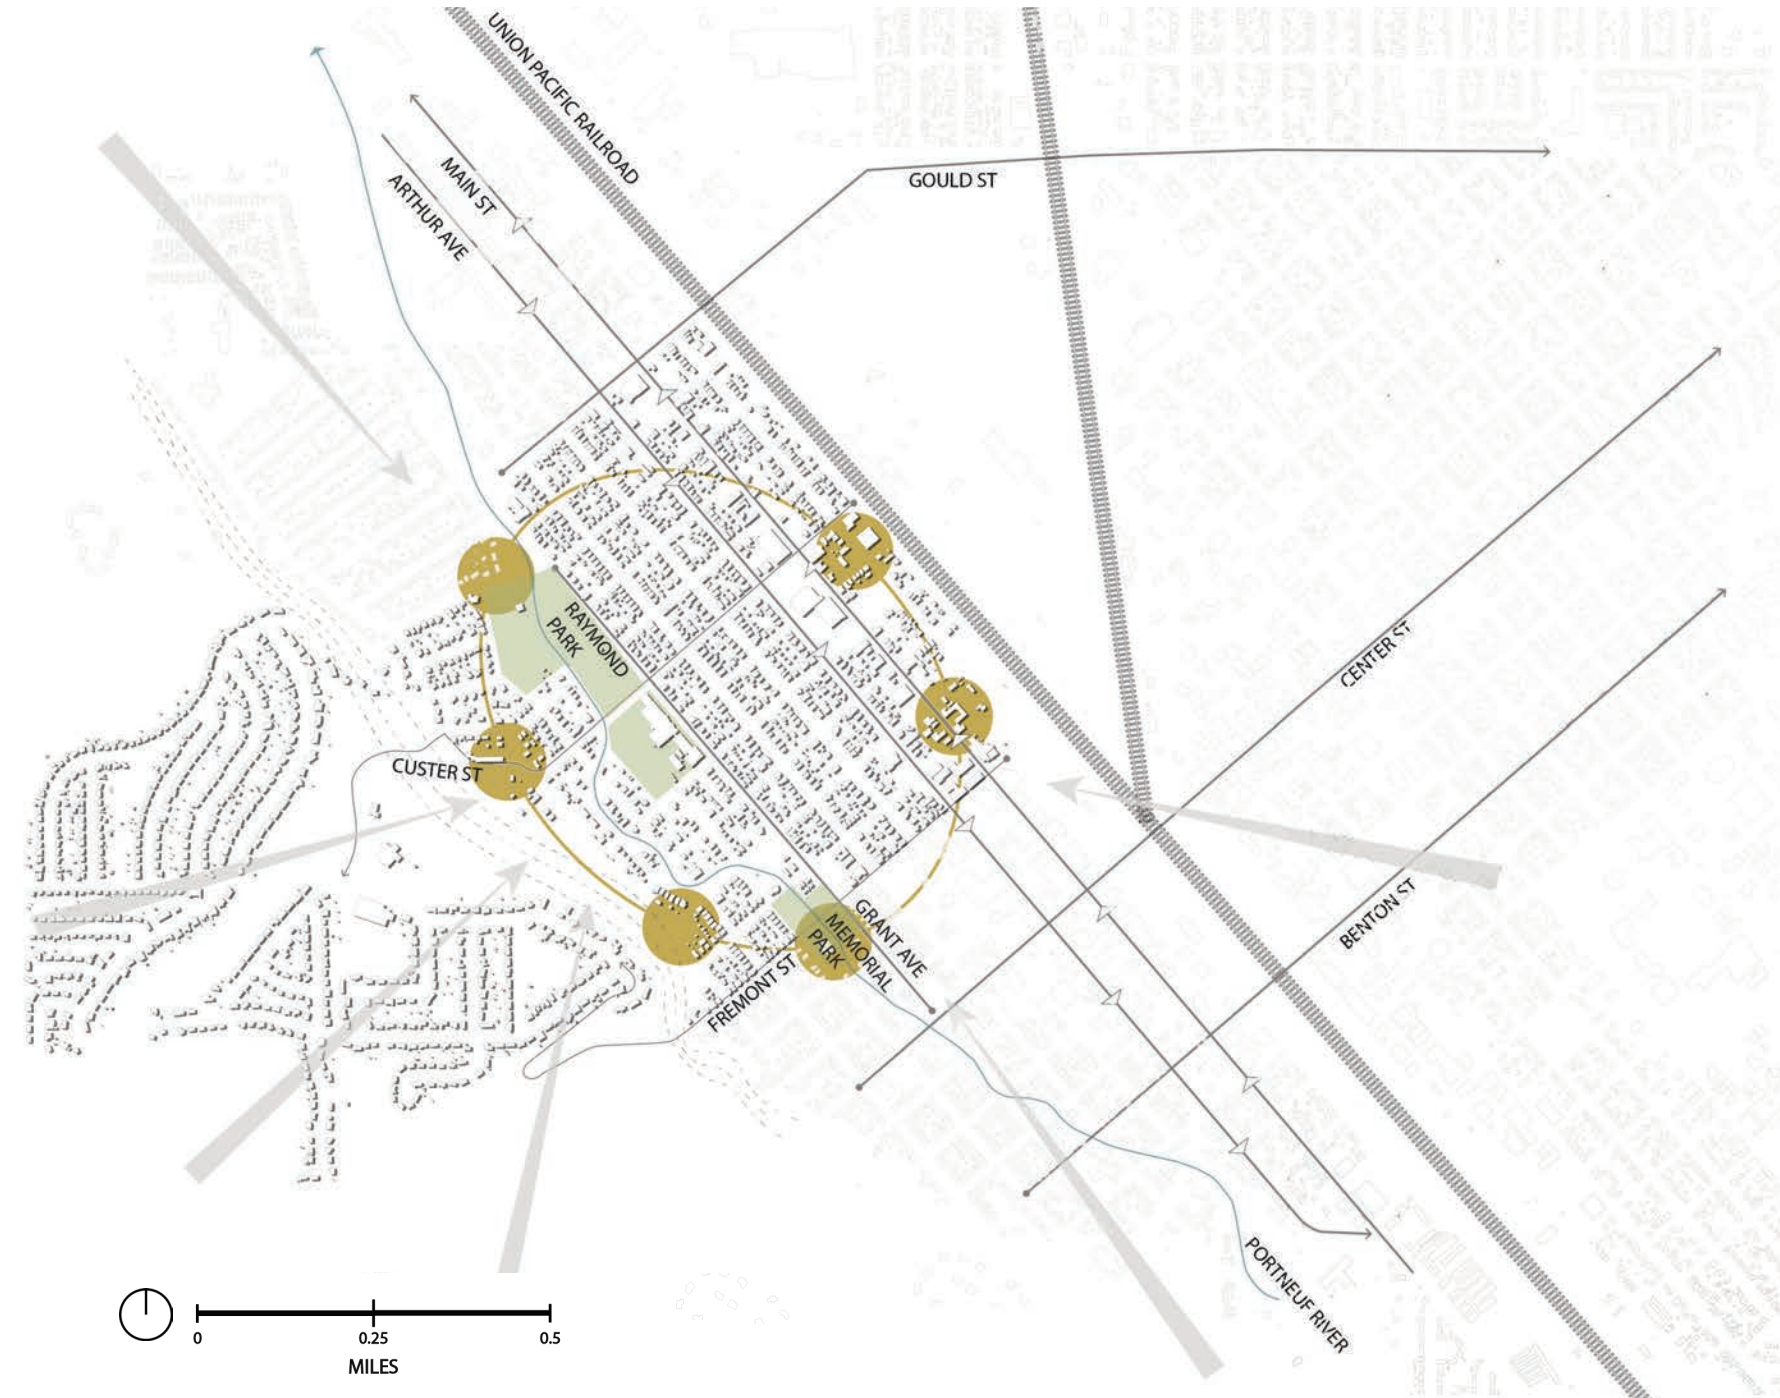 UNION PACIFIC RAILROAD
MAIN ST
ARTHUR AVE
GOULD ST
RAYMOND
PARK
CENTER ST
CUSTER ST
BENTON ST
GRANT AVE
MEMORIAL
PARK
FREMONT ST
PORTNEUF RIVER
0
0.25
0.5
MILES